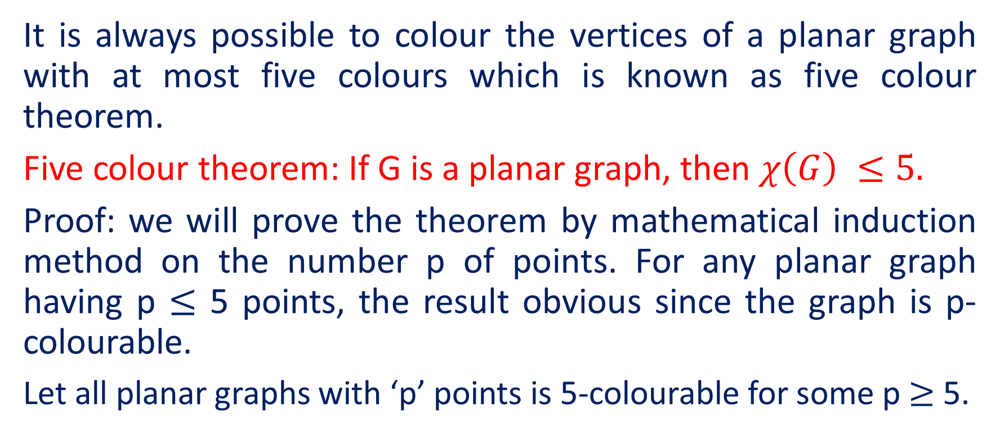 It is always possible to colour the vertices of a planar graph
with at most five colours which is known as five colour
theorem.
Five colour theorem: If G is a planar graph, then χ(G) ≤ 5.
Proof: we will prove the theorem by mathematical induction
method on the number p of points. For any planar graph
having p ≤ 5 points, the result obvious since the graph is p-
colourable.
Let all planar graphs with ‘p’ points is 5-colourable for some p ≥ 5.